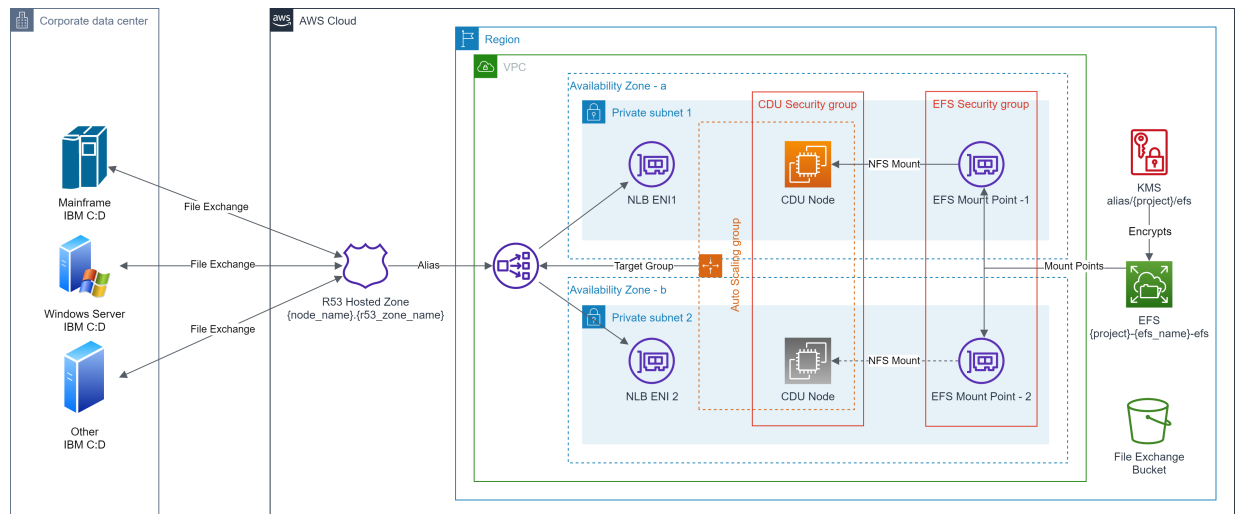 Corporate data center
aws
AWS Cloud
Region
VPC
Availability Zone - a
CDU Security group
EFS Security group
Private subnet 1
NFS Mount
NLB ENI1
CDU Node
EFS Mount Point -1
KMS
alias/{project}/efs
Mainframe
IBM C:D
File Exchange
Encrypts
File Exchange
Alias
Target Group
Auto Scaling group
Mount Points
Availability Zone - b
R53 Hosted Zone
{node_name}.{r53_zone_name}
Windows Server
IBM C:D
File Exchange
Private subnet 2
EFS
{project}-{efs_name}-efs
NFS Mount
NLB ENI 2
CDU Node
EFS Mount Point - 2
Other
IBM C:D
File Exchange
Bucket